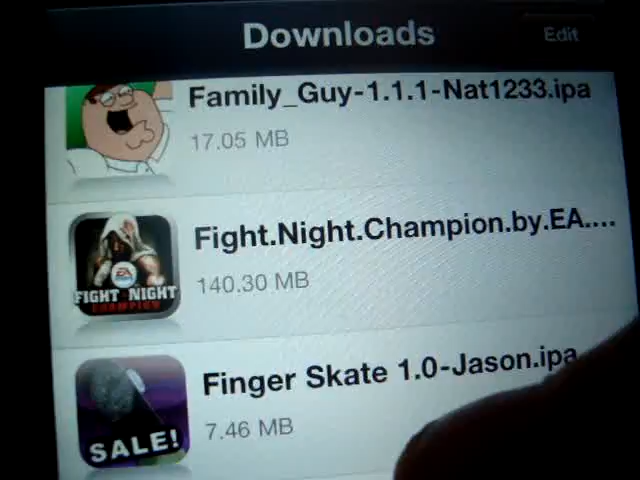 Downloads
Edit
Family_Guy-1.1.1-Nat1233.ipa
17.05 MB
Fight.Night.Champion.by.EA....
140.30 MB
EA
FIGHT NIGHT
CHAMPION
Finger Skate 1.0-Jason.ipa
7.46 MB
SALE!